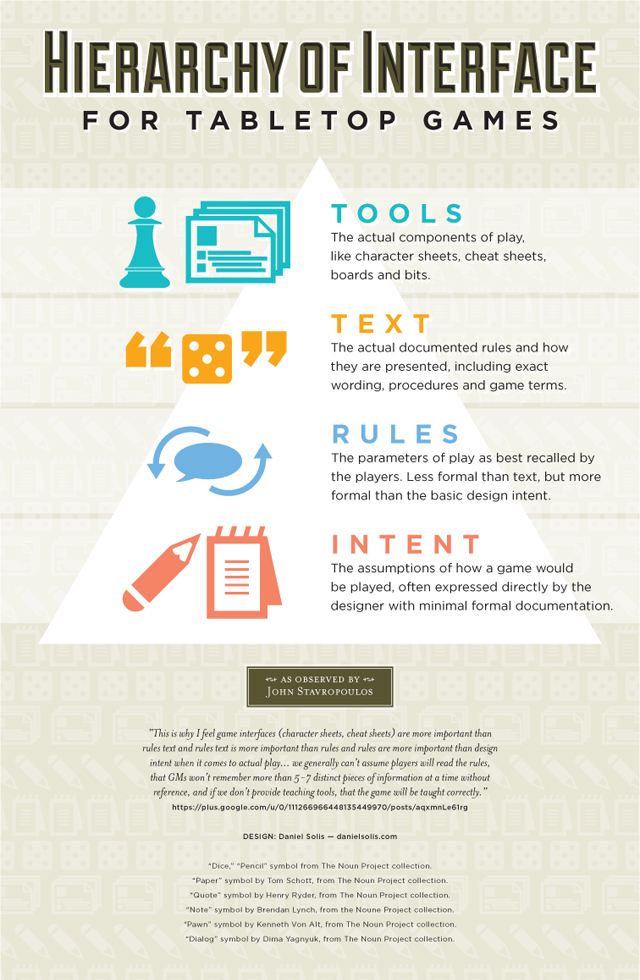 HIERARCHY OF INTERFACE
FOR TABLETOP GAMES
TOOLS
The actual components of play,
like character sheets, cheat sheets,
boards and bits.
TEXT
The actual documented rules and how
they are presented, including exact
wording, procedures and game terms.
RULES
The parameters of play as best recalled by
the players. Less formal than text, but more
formal than the basic design intent.
INTENT
The assumptions of how a game would
be played, often expressed directly by the
designer with minimal formal documentation.
AS OBSERVED BY
JOHN STAVROPOULOS
"This is why I feel game interfaces (character sheets, cheat sheets) are more important than
rules text and rules text is more important than rules and rules are more important than design
intent when it comes to actual play... we generally can't assume players will read the rules,
that GMs won't remember more than 5–7 distinct pieces of information at a time without
reference, and if we don't provide teaching tools, that the game will be taught correctly."
https://plus.google.com/u/0/111266966448135449970/posts/aqxmnLe61rg
DESIGN: Daniel Solis — danielsolis.com
"Dice," "Pencil" symbol from The Noun Project collection.
"Paper" symbol by Tom Schott, from The Noun Project collection.
"Quote" symbol by Henry Ryder, from The Noun Project collection.
"Note" symbol by Brendan Lynch, from the Noune Project collection.
"Pawn" symbol by Kenneth Von Alt, from The Noun Project collection.
"Dialog" symbol by Dima Yagnyuk, from The Noun Project collection.